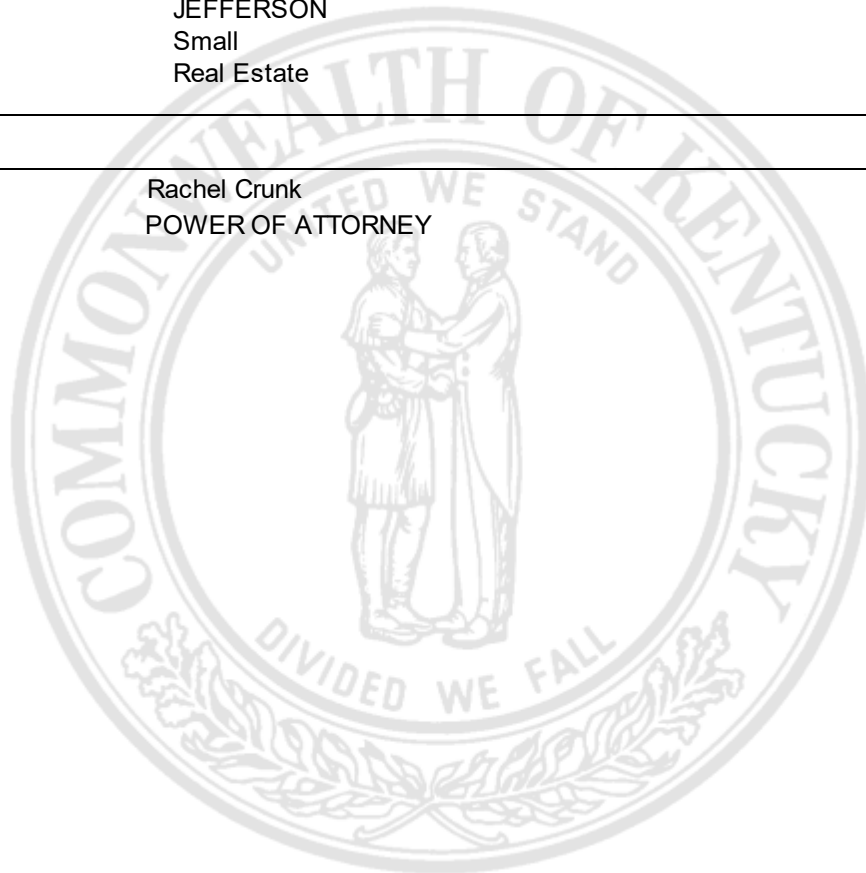 JEFFERSON
Small
Real Estate
Rachel Crunk
POWER OF ATTORNEY
COMMONWEALTH OF KENTUCKY
UNITED WE STAND
DIVIDED WE FALL